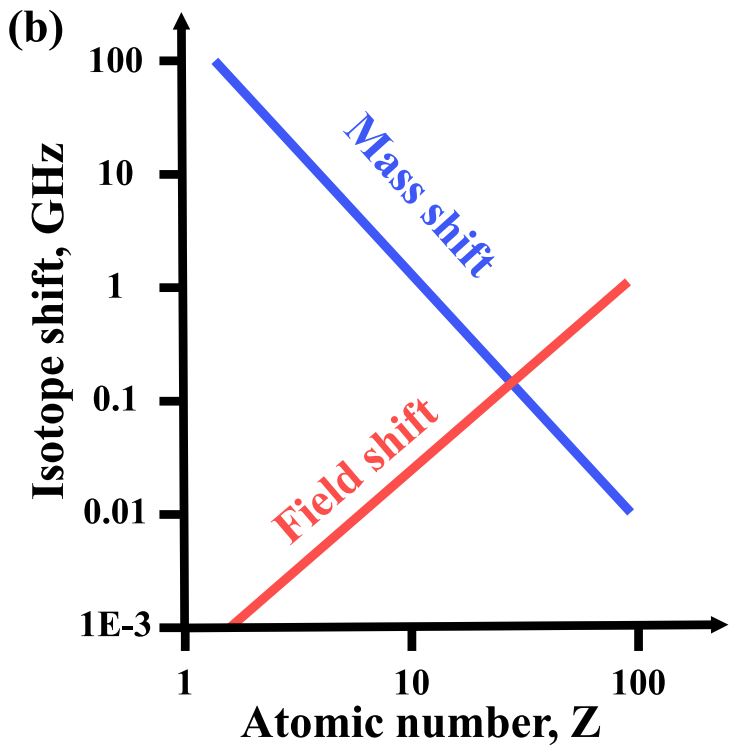 (b)
100
10
1
0.1
0.01
1E-3
Isotope shift, GHz
Mass shift
Field shift
1
10
100
Atomic number, Z